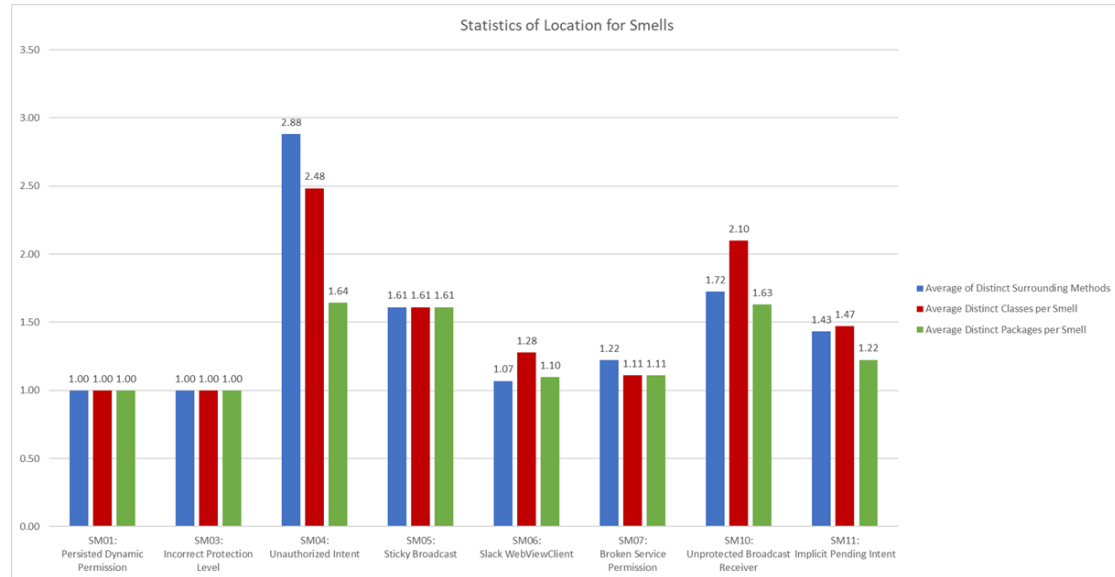 Statistics of Location for Smells
3.50
3.00
2.50
2.00
1.50
1.00
0.50
0.00
1.00 1.00 1.00
1.00 1.00 1.00
2.88
2.48
1.64
1.61 1.61 1.61
1.07
1.28
1.10
1.22
1.11 1.11
1.72
2.10
1.63
1.43 1.47
1.22
SM01:
Persisted Dynamic
Permission
SM03:
Incorrect Protection
Level
SM04:
Unauthorized Intent
SM05:
Sticky Broadcast
SM06:
Slack WebViewClient
SM07:
Broken Service
Permission
SM10:
Unprotected Broadcast
Receiver
SM11:
Implicit Pending Intent
Average of Distinct Surrounding Methods
Average Distinct Classes per Smell
Average Distinct Packages per Smell